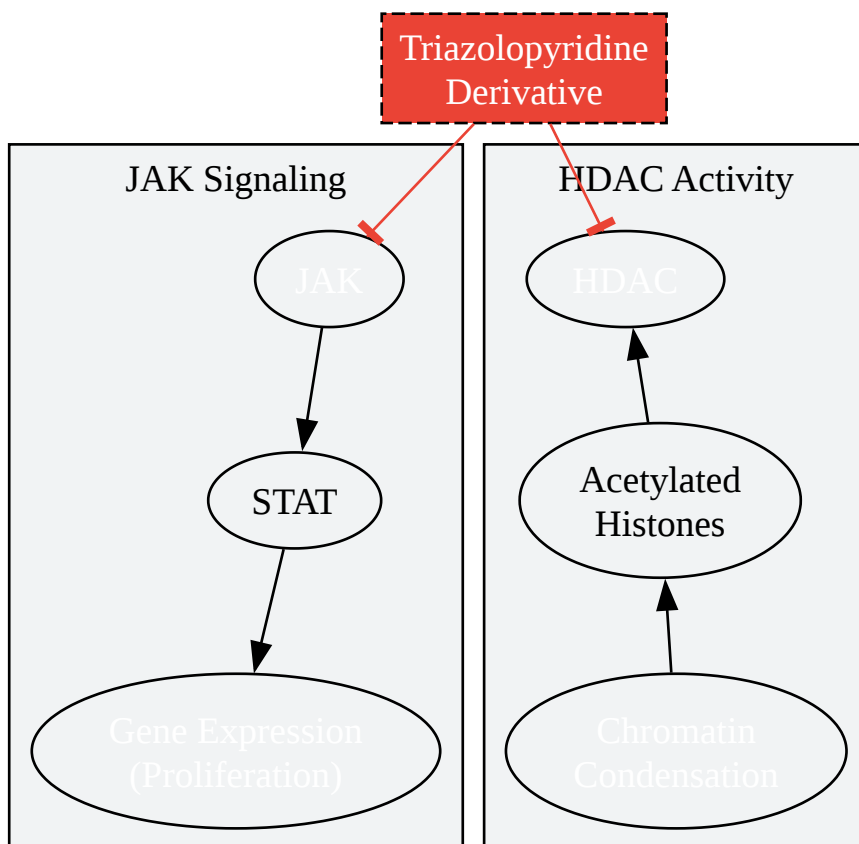 Triazolopyridine
Derivative
JAK Signaling
JAK
STAT
Gene Expression
(Proliferation)
HDAC Activity
HDAC
Acetylated
Histones
Chromatin
Condensation